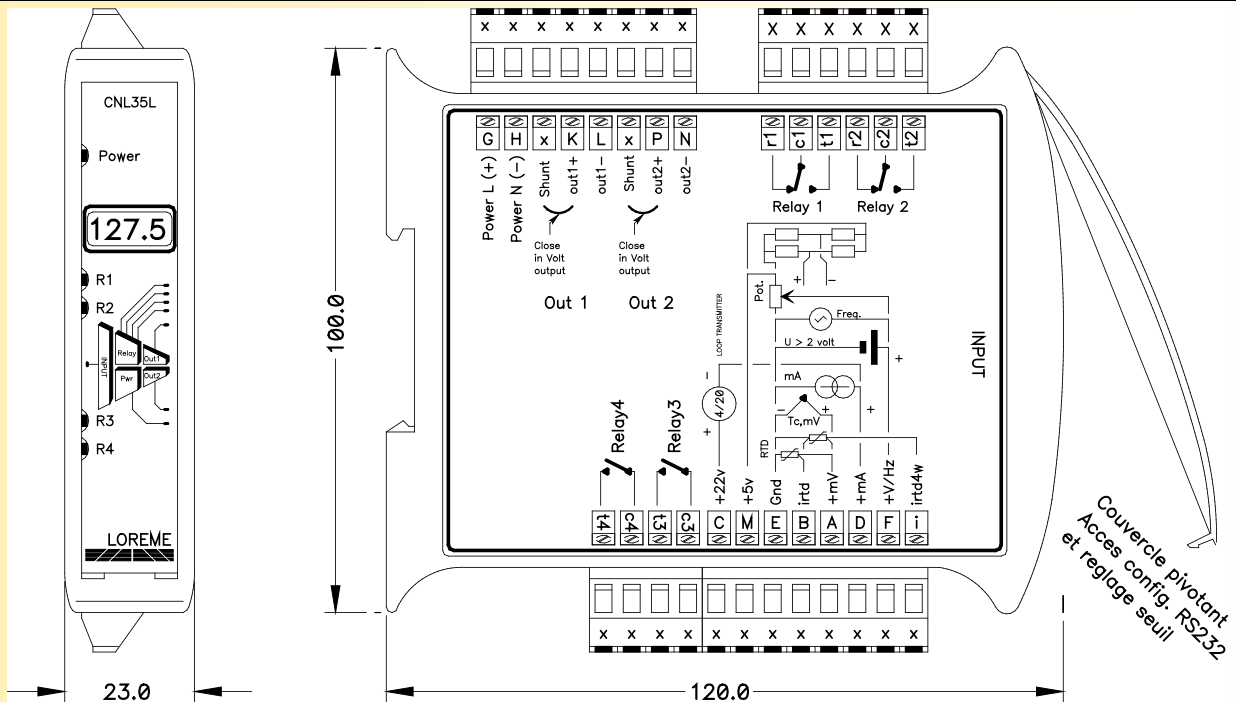 CNL35L
Power
127.5
R1
R2
Relay
Out1
INPUT
Pwr
Out2
R3
R4
LOREME
23.0
100.0
120.0
x x x x x x x x
x x x x x x
G H x K L x P N
Power L (+)
Power N (-)
Shunt
out1+
out1-
Shunt
out2+
out2-
Close
in Volt
output
Close
in Volt
output
Out 1
Out 2
r1 c1 t1 r2 c2 t2
Relay 1
Relay 2
+ -
Pot.
Freq.
U > 2 volt
+
mA
+
- +
Tc,mV
RTD
LOOP TRANSMITTER
-
4/20
+
INPUT
Relay4
Relay3
+22v
+5v
Gnd
irtd
+mV
+mA
+V/Hz
irtd4w
t4 c4 t3 c3 C M E B A D F i
x x x x x x x x x x x x
Couvercle pivotant
Acces config. RS232
et reglage seuil